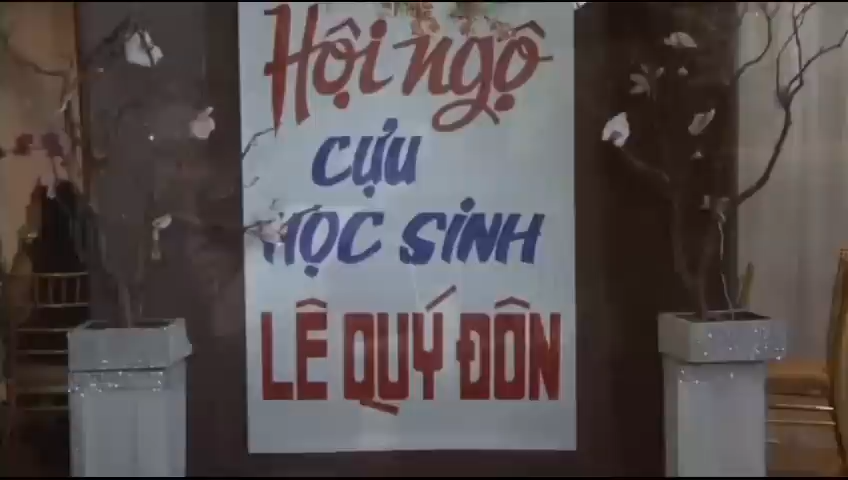 Hội ngộ
CỰU
HỌC SINH
LÊ QUÝ ĐÔN